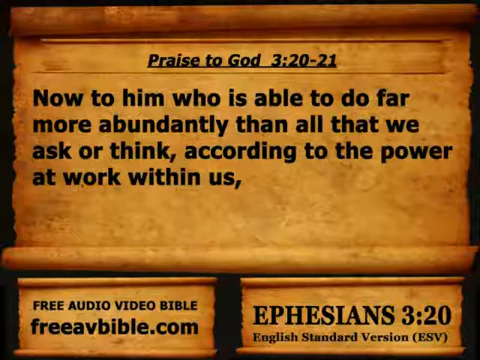 Praise to God 3:20-21
Now to him who is able to do far
more abundantly than all that we
ask or think, according to the power
at work within us,
FREE AUDIO VIDEO BIBLE
freeavbible.com
EPHESIANS 3:20
English Standard Version (ESV)